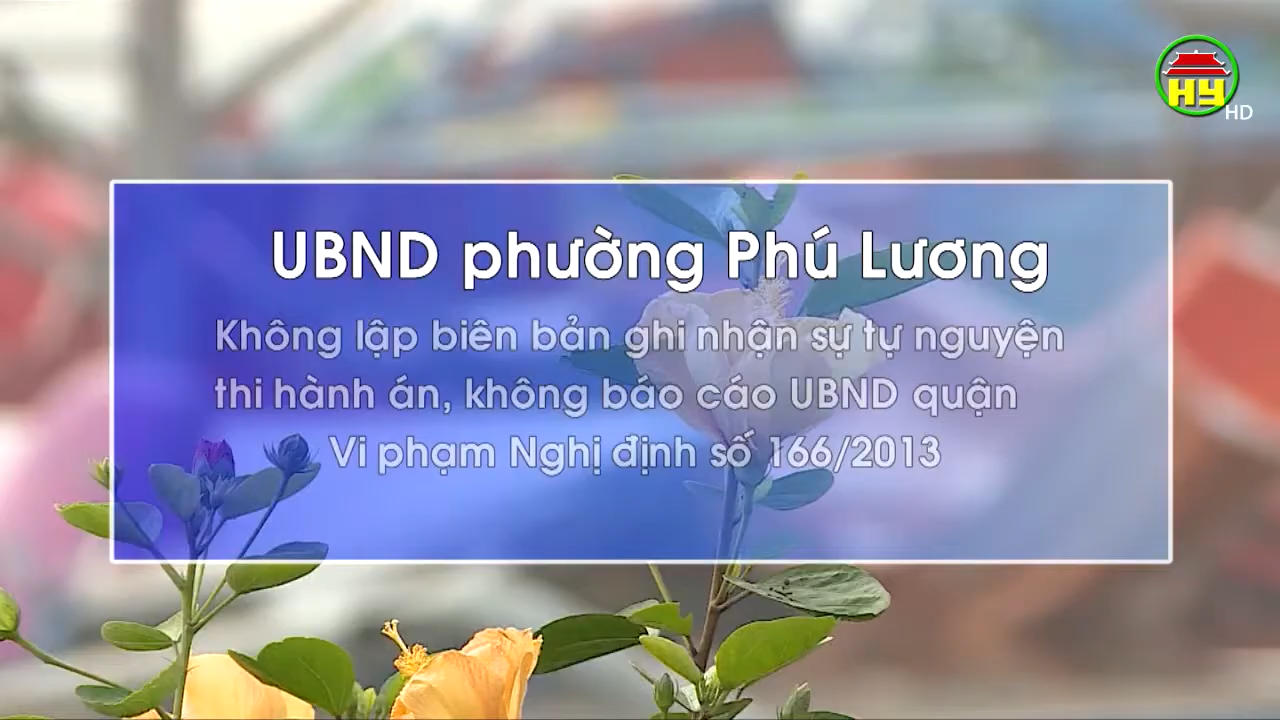 HY
HD
UBND phường Phú Lương
Không lập biên bản ghi nhận sự tự nguyện
thi hành án, không báo cáo UBND quận
Vi phạm Nghị định số 166/2013